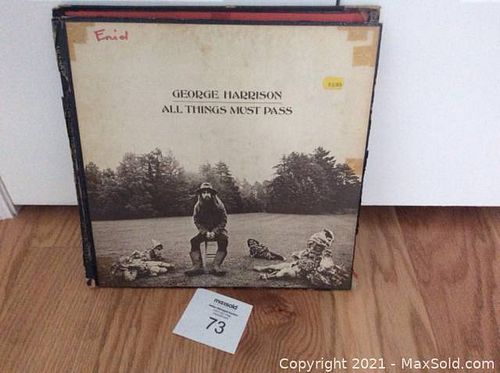 Enid
GEORGE HARRISON
ALL THINGS MUST PASS
maxsold
73
Copyright © 2021 - MaxSold.com